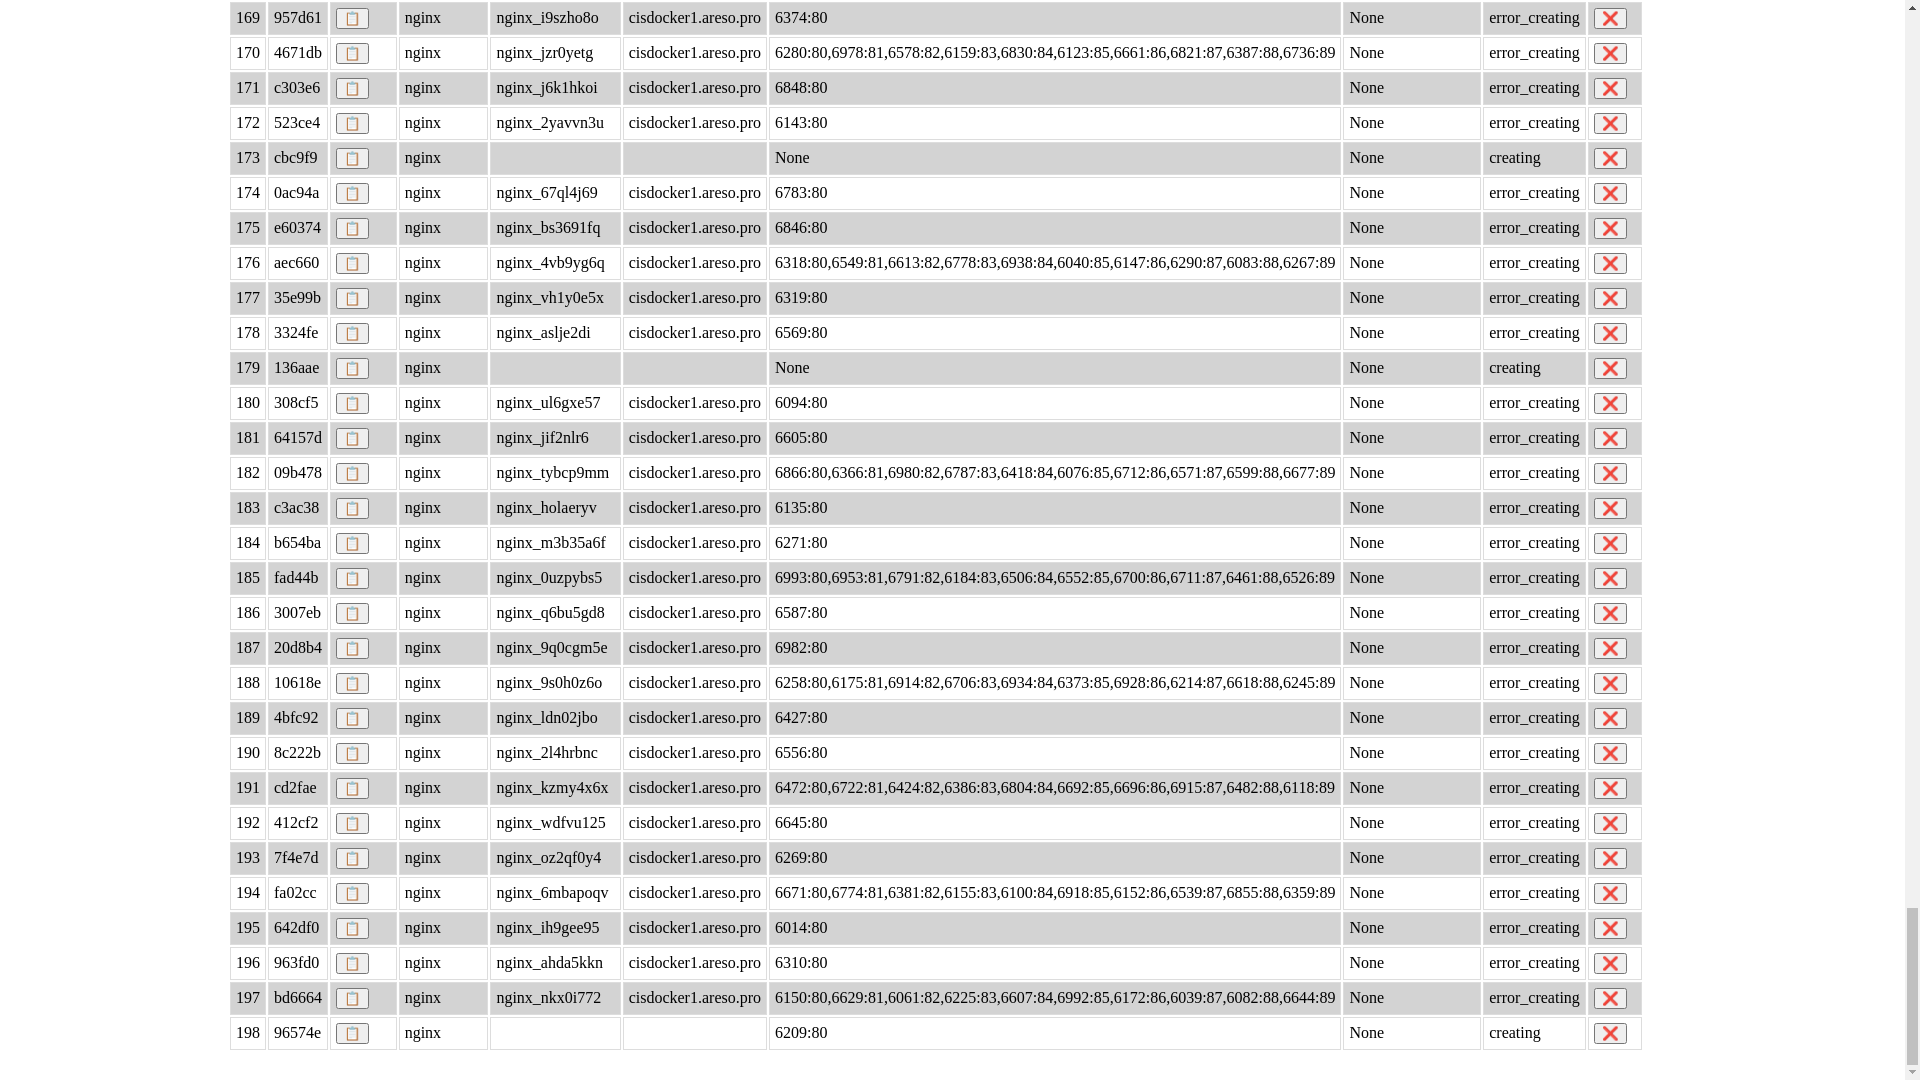 169 957d61 nginx nginx_i9szho8o cisdocker1.areso.pro 6374:80 None error_creating
170 4671db nginx nginx_jzr0yetg cisdocker1.areso.pro 6280:80,6978:81,6578:82,6159:83,6830:84,6123:85,6661:86,6821:87,6387:88,6736:89 None error_creating
171 c303e6 nginx nginx_j6k1hkoi cisdocker1.areso.pro 6848:80 None error_creating
172 523ce4 nginx nginx_2yavvn3u cisdocker1.areso.pro 6143:80 None error_creating
173 cbc9f9 nginx None None creating
174 0ac94a nginx nginx_67ql4j69 cisdocker1.areso.pro 6783:80 None error_creating
175 e60374 nginx nginx_bs3691fq cisdocker1.areso.pro 6846:80 None error_creating
176 aec660 nginx nginx_4vb9yg6q cisdocker1.areso.pro 6318:80,6549:81,6613:82,6778:83,6938:84,6040:85,6147:86,6290:87,6083:88,6267:89 None error_creating
177 35e99b nginx nginx_vh1y0e5x cisdocker1.areso.pro 6319:80 None error_creating
178 3324fe nginx nginx_aslje2di cisdocker1.areso.pro 6569:80 None error_creating
179 136aae nginx None None creating
180 308cf5 nginx nginx_ul6gxe57 cisdocker1.areso.pro 6094:80 None error_creating
181 64157d nginx nginx_jif2nlr6 cisdocker1.areso.pro 6605:80 None error_creating
182 09b478 nginx nginx_tybcp9mm cisdocker1.areso.pro 6866:80,6366:81,6980:82,6787:83,6418:84,6076:85,6712:86,6571:87,6599:88,6677:89 None error_creating
183 c3ac38 nginx nginx_holaeryv cisdocker1.areso.pro 6135:80 None error_creating
184 b654ba nginx nginx_m3b35a6f cisdocker1.areso.pro 6271:80 None error_creating
185 fad44b nginx nginx_0uzpybs5 cisdocker1.areso.pro 6993:80,6953:81,6791:82,6184:83,6506:84,6552:85,6700:86,6711:87,6461:88,6526:89 None error_creating
186 3007eb nginx nginx_q6bu5gd8 cisdocker1.areso.pro 6587:80 None error_creating
187 20d8b4 nginx nginx_9q0cgm5e cisdocker1.areso.pro 6982:80 None error_creating
188 10618e nginx nginx_9s0h0z6o cisdocker1.areso.pro 6258:80,6175:81,6914:82,6706:83,6934:84,6373:85,6928:86,6214:87,6618:88,6245:89 None error_creating
189 4bfc92 nginx nginx_ldn02jbo cisdocker1.areso.pro 6427:80 None error_creating
190 8c222b nginx nginx_2l4hrbnc cisdocker1.areso.pro 6556:80 None error_creating
191 cd2fae nginx nginx_kzmy4x6x cisdocker1.areso.pro 6472:80,6722:81,6424:82,6386:83,6804:84,6692:85,6696:86,6915:87,6482:88,6118:89 None error_creating
192 412cf2 nginx nginx_wdfvu125 cisdocker1.areso.pro 6645:80 None error_creating
193 7f4e7d nginx nginx_oz2qf0y4 cisdocker1.areso.pro 6269:80 None error_creating
194 fa02cc nginx nginx_6mbapoqv cisdocker1.areso.pro 6671:80,6774:81,6381:82,6155:83,6100:84,6918:85,6152:86,6539:87,6855:88,6359:89 None error_creating
195 642df0 nginx nginx_ih9gee95 cisdocker1.areso.pro 6014:80 None error_creating
196 963fd0 nginx nginx_ahda5kkn cisdocker1.areso.pro 6310:80 None error_creating
197 bd6664 nginx nginx_nkx0i772 cisdocker1.areso.pro 6150:80,6629:81,6061:82,6225:83,6607:84,6992:85,6172:86,6039:87,6082:88,6644:89 None error_creating
198 96574e nginx 6209:80 None creating